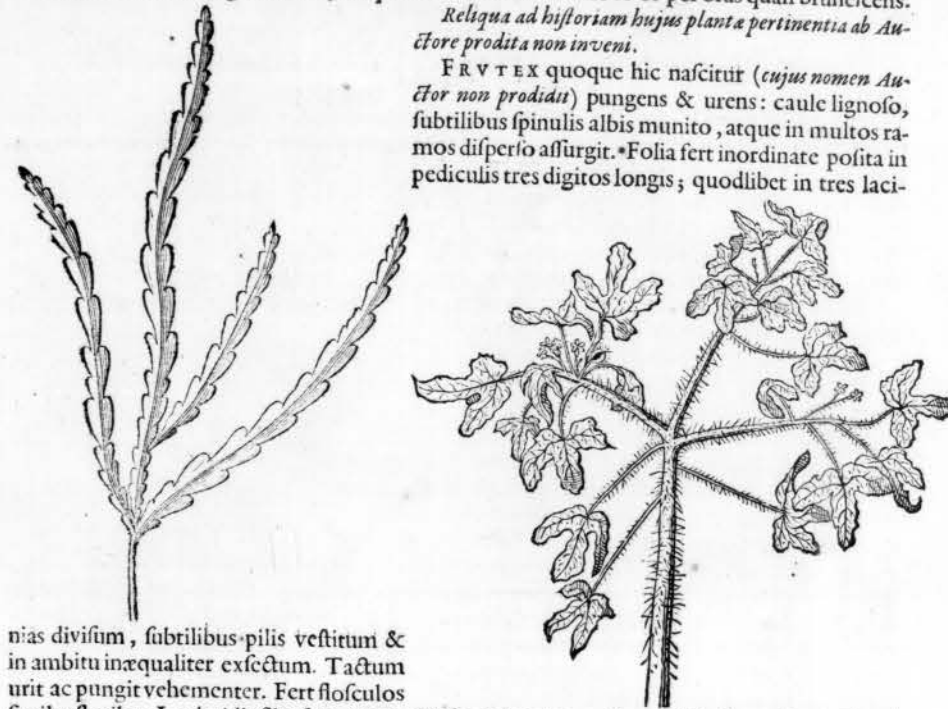 Reliqua ad hiſtoriam hujus plantæ pertinentia ab Au-
ctore prodita non inveni.
FRVTEX quoque hic naſcitur (cujus nomen Au-
ctor non prodidit) pungens & urens: caule lignoſo,
ſubtilibus ſpinulis albis munito, atque in multos ra-
mos diſperſo aſſurgit. Folia fert inordinate poſita in
pediculis tres digitos longis; quodlibet in tres laci-
nias diviſum, ſubtilibus pilis veſtitum &
in ambitu inæqualiter exſectum. Tactum
urit ac pungit vehementer. Fert floſculos